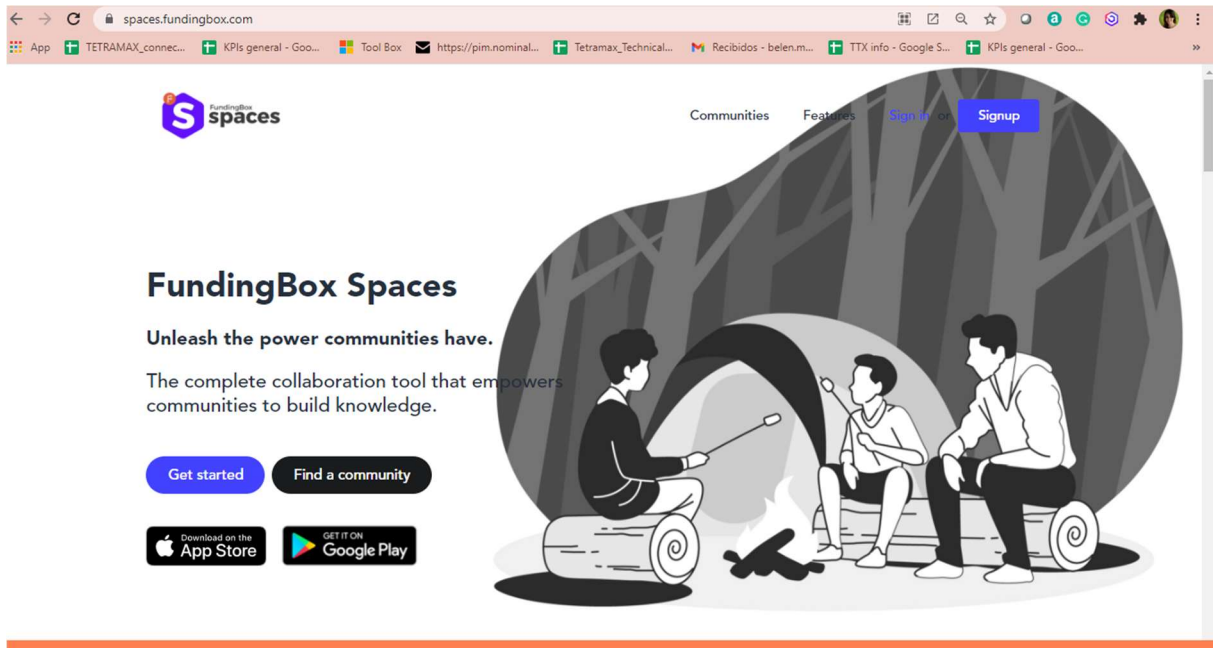 spaces.fundingbox.com
App TETRAMAX_connec... KPIs general - Goo... Tool Box https://pim.nominal... Tetramax_Technical... Recibidos - belen.m... TTX info - Google S... KPIs general - Goo... »
FundingBox
spaces
Communities Features Sign in or Signup
FundingBox Spaces
Unleash the power communities have.
The complete collaboration tool that empowers
communities to build knowledge.
Get started Find a community
Download on the
App Store
GET IT ON
Google Play